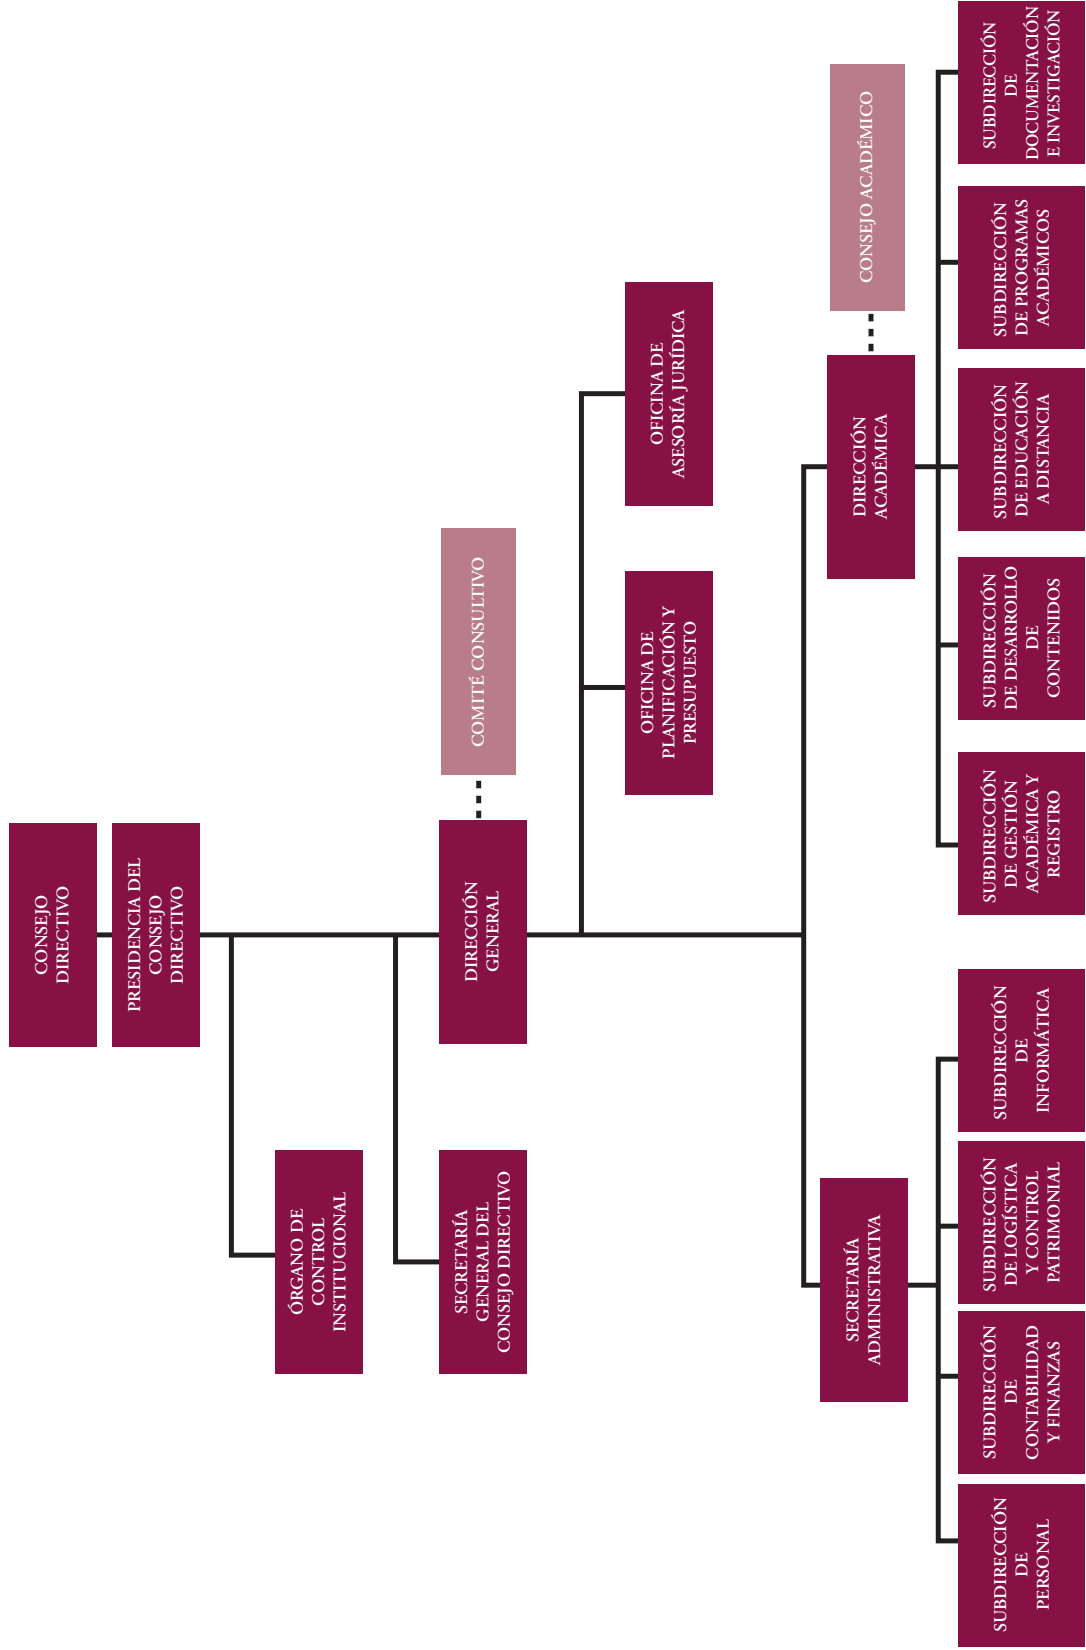 CONSEJO
DIRECTIVO
PRESIDENCIA DEL
CONSEJO
DIRECTIVO
ÓRGANO DE
CONTROL
INSTITUCIONAL
SECRETARÍA
GENERAL DEL
CONSEJO DIRECTIVO
DIRECCIÓN
GENERAL
COMITÉ CONSULTIVO
OFICINA DE
PLANIFICACIÓN Y
PRESUPUESTO
OFICINA DE
ASESORÍA JURÍDICA
SECRETARÍA
ADMINISTRATIVA
DIRECCIÓN
ACADÉMICA
CONSEJO ACADÉMICO
SUBDIRECCIÓN
DE
PERSONAL
SUBDIRECCIÓN
DE
CONTABILIDAD
Y FINANZAS
SUBDIRECCIÓN
DE LOGÍSTICA
Y CONTROL
PATRIMONIAL
SUBDIRECCIÓN
DE
INFORMÁTICA
SUBDIRECCIÓN
DE GESTIÓN
ACADÉMICA Y
REGISTRO
SUBDIRECCIÓN
DE DESARROLLO
DE
CONTENIDOS
SUBDIRECCIÓN
DE EDUCACIÓN
A DISTANCIA
SUBDIRECCIÓN
DE PROGRAMAS
ACADÉMICOS
SUBDIRECCIÓN
DE
DOCUMENTACIÓN
E INVESTIGACIÓN